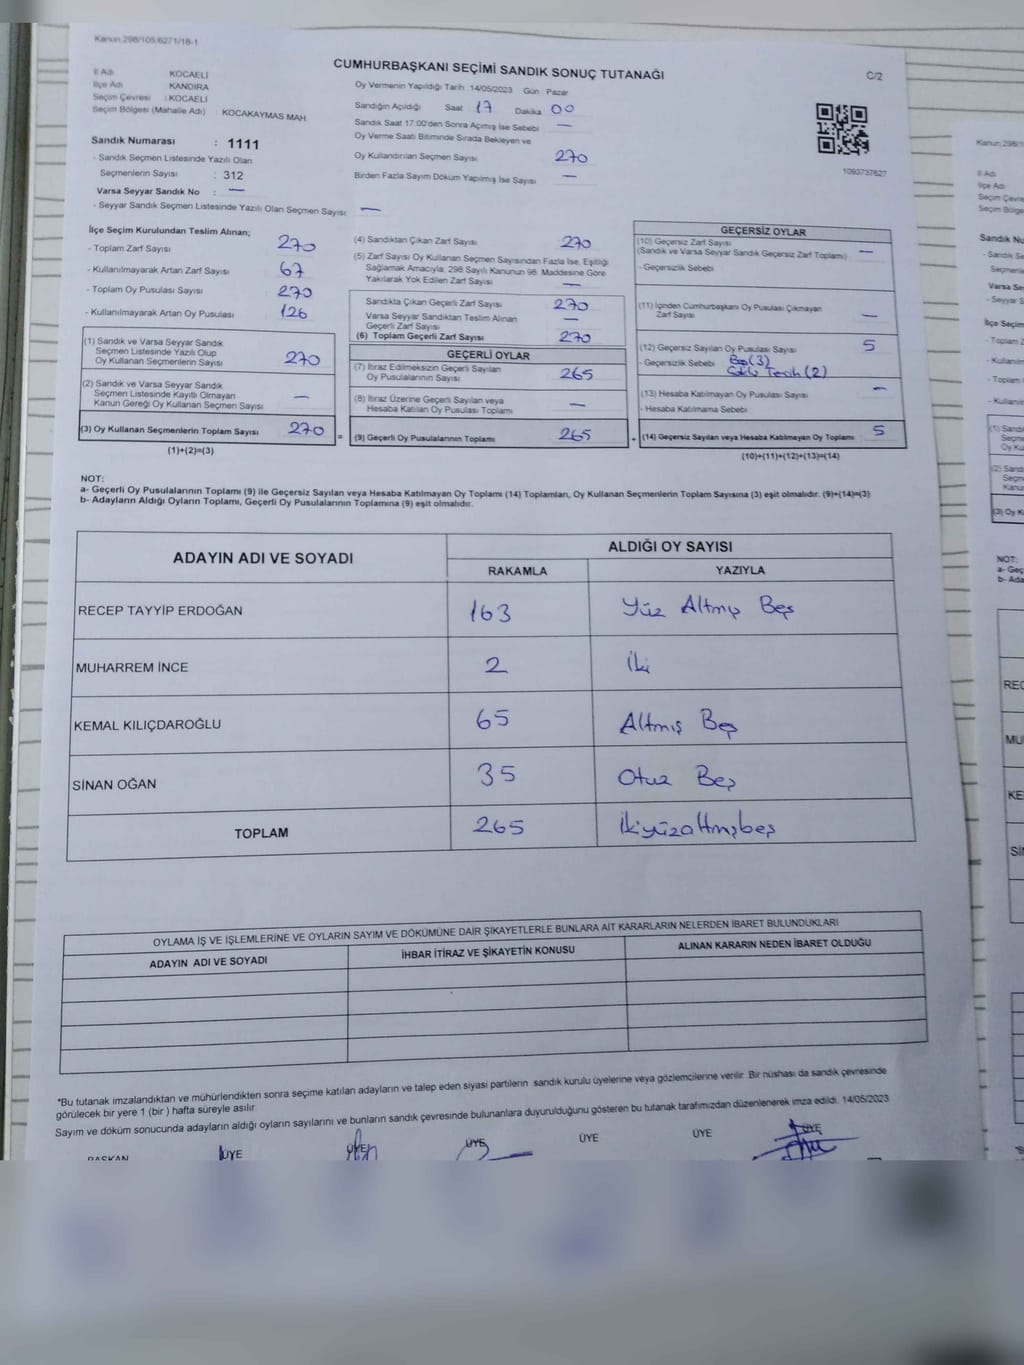 Kanun,298/105,6271/18-1
CUMHURBAŞKANI SEÇİMİ SANDIK SONUÇ TUTANAĞI
C/2
İl Adı KOCAELİ
İlçe Adı KANDIRA
Seçim Çevresi : KOCAELİ
Seçim Bölgesi (Mahalle Adı) : KOCAKAYMAS MAH.
Sandık Numarası : 1111
- Sandık Seçmen Listesinde Yazılı Olan
Seçmenlerin Sayısı : 312
Varsa Seyyar Sandık No : —
- Seyyar Sandık Seçmen Listesinde Yazılı Olan Seçmen Sayısı: —
Oy Vermenin Yapıldığı Tarih 14/05/2023 Gün : Pazar
Sandığın Açıldığı Saat 17 Dakika 00
Sandık Saat 17:00'den Sonra Açımış İse Sebebi —
Oy Verme Saati Bitiminde Sırada Bekleyen ve
Oy Kullandırılan Seçmen Sayısı 270
Birden Fazla Sayım Döküm Yapılmış İse Sayısı —
1093737627
İlçe Seçim Kurulundan Teslim Alınan;
- Toplam Zarf Sayısı 270
- Kullanılmayarak Artan Zarf Sayısı 67
- Toplam Oy Pusulası Sayısı 270
- Kullanılmayarak Artan Oy Pusulası 126
(1) Sandık ve Varsa Seyyar Sandık
Seçmen Listesinde Yazılı Olup
Oy Kullanan Seçmenlerin Sayısı 270
(2) Sandık ve Varsa Seyyar Sandık
Seçmen Listesinde Kayıtlı Olmayan
Kanun Gereği Oy Kullanan Seçmen Sayısı —
(3) Oy Kullanan Seçmenlerin Toplam Sayısı 270 =
(1)+(2)=(3)
(4) Sandıktan Çıkan Zarf Sayısı 270
(5) Zarf Sayısı Oy Kullanan Seçmen Sayısından Fazla İse, Eşitliği
Sağlamak Amacıyla, 298 Sayılı Kanunun 98. Maddesine Göre
Yakılarak Yok Edilen Zarf Sayısı —
Sandıkta Çıkan Geçerli Zarf Sayısı 270
Varsa Seyyar Sandıktan Teslim Alınan —
Geçerli Zarf Sayısı
(6) Toplam Geçerli Zarf Sayısı 270
GEÇERLİ OYLAR
(7) İtiraz Edilmeksizin Geçerli Sayılan
Oy Pusulalarının Sayısı 265
(8) İtiraz Üzerine Geçerli Sayılan veya
Hesaba Katılan Oy Pusulası Toplamı —
(9) Geçerli Oy Pusulalarının Toplamı 265 +
GEÇERSİZ OYLAR
(10) Geçersiz Zarf Sayısı —
(Sandık ve Varsa Seyyar Sandık Geçersiz Zarf Toplamı)
- Geçersizlik Sebebi
(11) İçinden Cumhurbaşkanı Oy Pusulası Çıkmayan
Zarf Sayısı —
(12) Geçersiz Sayılan Oy Pusulası Sayısı 5
- Geçersizlik Sebebi Boş(3)
Tercih (2)
(13) Hesaba Katılmayan Oy Pusulası Sayısı —
- Hesaba Katılmama Sebebi
(14) Geçersiz Sayılan veya Hesaba Katılmayan Oy Toplamı 5
(10)+(11)+(12)+(13)=(14)
NOT:
a- Geçerli Oy Pusulalarının Toplamı (9) ile Geçersiz Sayılan veya Hesaba Katılmayan Oy Toplamı (14) Toplamları, Oy Kullanan Seçmenlerin Toplam Sayısına (3) eşit olmalıdır. (9)+(14)=(3)
b- Adayların Aldığı Oyların Toplamı, Geçerli Oy Pusulalarının Toplamına (9) eşit olmalıdır.
ADAYIN ADI VE SOYADI ALDIĞI OY SAYISI
RAKAMLA YAZIYLA
RECEP TAYYİP ERDOĞAN 163 Yüz Altmış Beş
MUHARREM İNCE 2 İki
KEMAL KILIÇDAROĞLU 65 Altmış Beş
SİNAN OĞAN 35 Otuz Beş
TOPLAM 265 İkiyüzaltmışbeş
OYLAMA İŞ VE İŞLEMLERİNE VE OYLARIN SAYIM VE DÖKÜMÜNE DAİR ŞİKAYETLERLE BUNLARA AİT KARARLARIN NELERDEN İBARET BULUNDUKLARI
ADAYIN ADI VE SOYADI İHBAR İTİRAZ VE ŞİKAYETİN KONUSU ALINAN KARARIN NEDEN İBARET OLDUĞU
*Bu tutanak imzalandıktan ve mühürlendikten sonra seçime katılan adayların ve talep eden siyasi partilerin sandık kurulu üyelerine veya gözlemcilerine verilir. Bir nüshası da sandık çevresinde
görülecek bir yere 1 (bir ) hafta süreyle asılır.
Sayım ve döküm sonucunda adayların aldığı oyların sayılarını ve bunların sandık çevresinde bulunanlara duyurulduğunu gösteren bu tutanak tarafımızdan düzenlenerek imza edildi. 14/05/2023
BAŞKAN ÜYE ÜYE ÜYE ÜYE ÜYE ÜYE